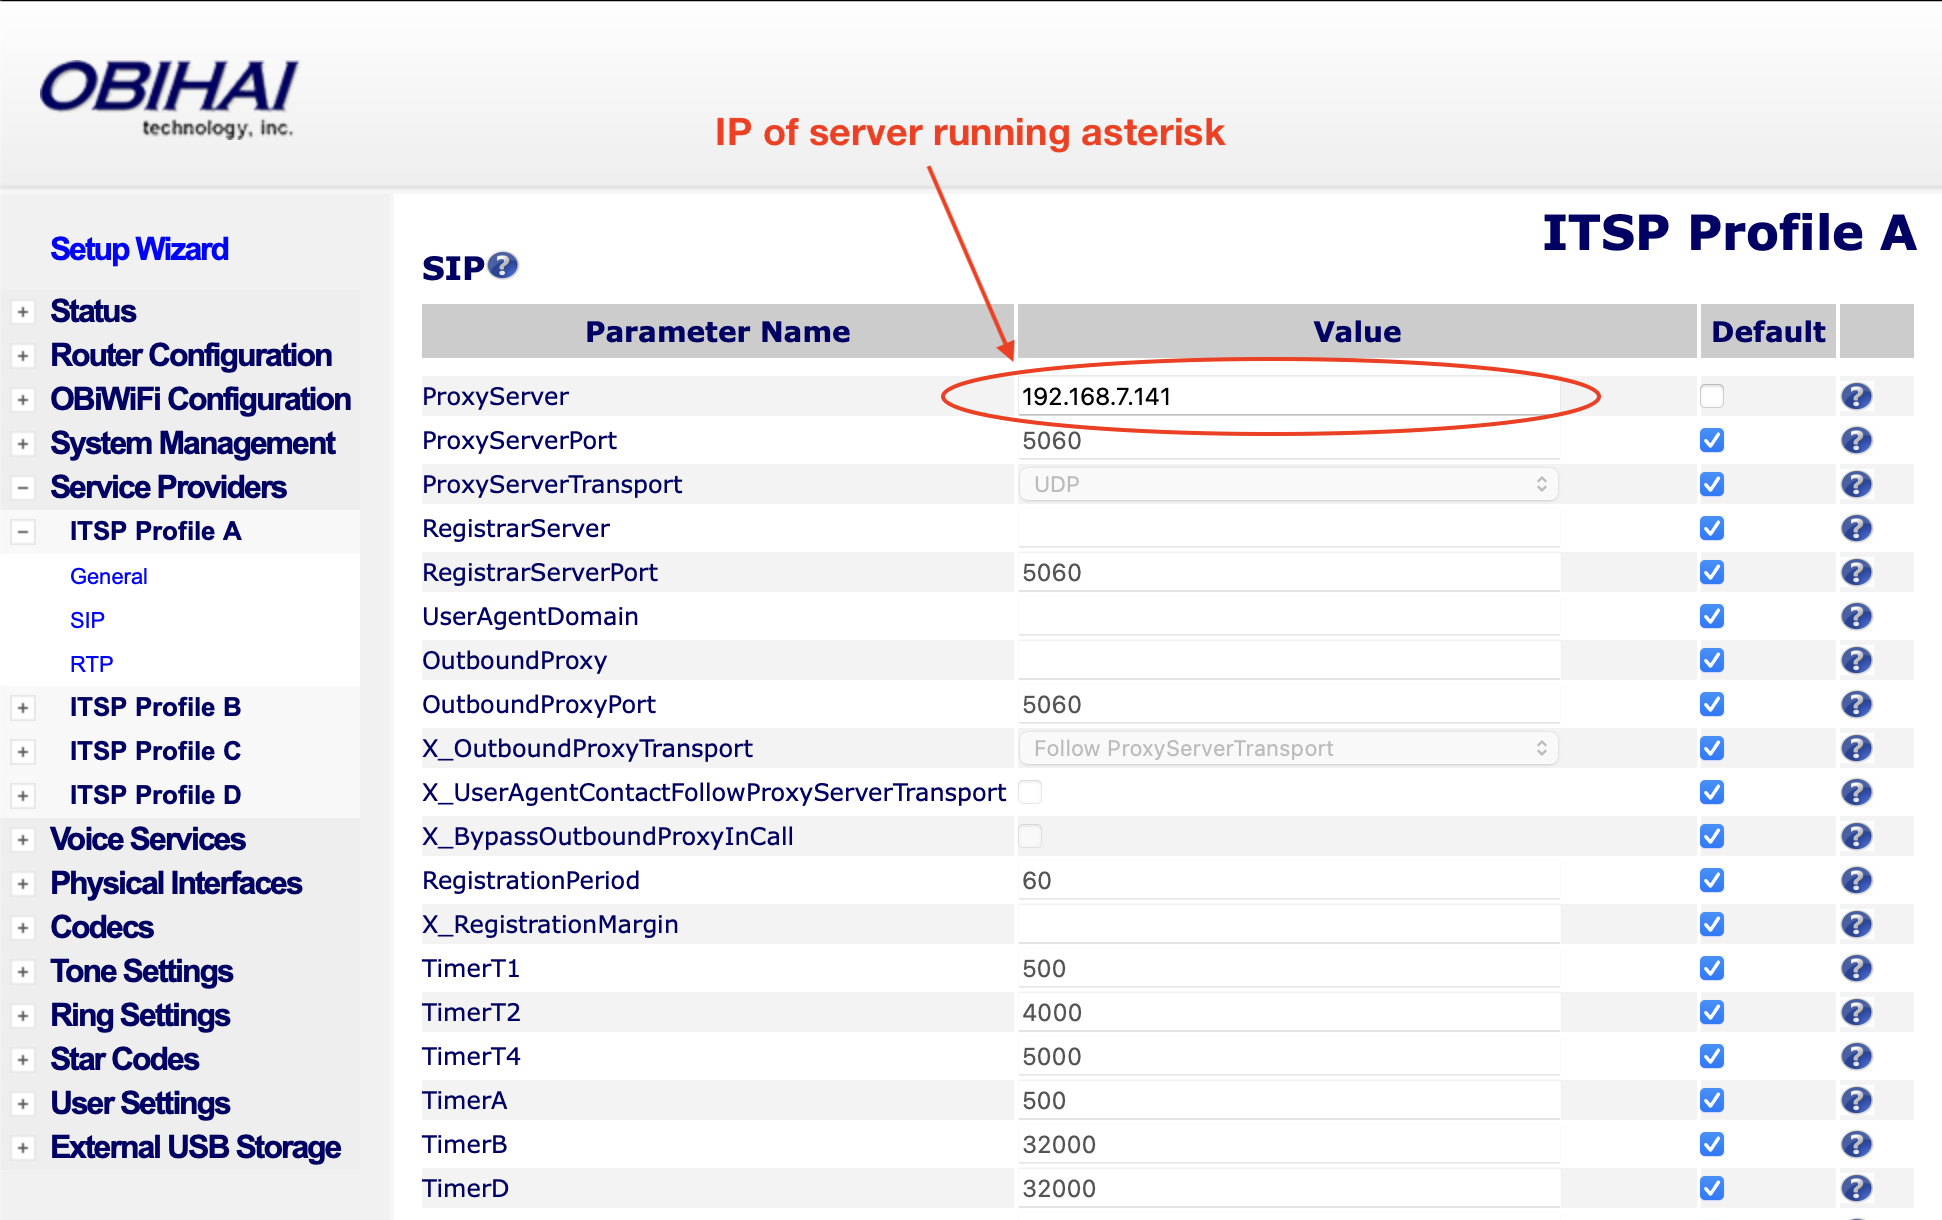 OBIHAI
technology, inc.
IP of server running asterisk
Setup Wizard
Status
Router Configuration
OBiWiFi Configuration
System Management
Service Providers
ITSP Profile A
General
SIP
RTP
ITSP Profile B
ITSP Profile C
ITSP Profile D
Voice Services
Physical Interfaces
Codecs
Tone Settings
Ring Settings
Star Codes
User Settings
External USB Storage
ITSP Profile A
SIP
Parameter Name Value Default
ProxyServer 192.168.7.141
ProxyServerPort 5060
ProxyServerTransport UDP
RegistrarServer
RegistrarServerPort 5060
UserAgentDomain
OutboundProxy
OutboundProxyPort 5060
X_OutboundProxyTransport Follow ProxyServerTransport
X_UserAgentContactFollowProxyServerTransport
X_BypassOutboundProxyInCall
RegistrationPeriod 60
X_RegistrationMargin
TimerT1 500
TimerT2 4000
TimerT4 5000
TimerA 500
TimerB 32000
TimerD 32000